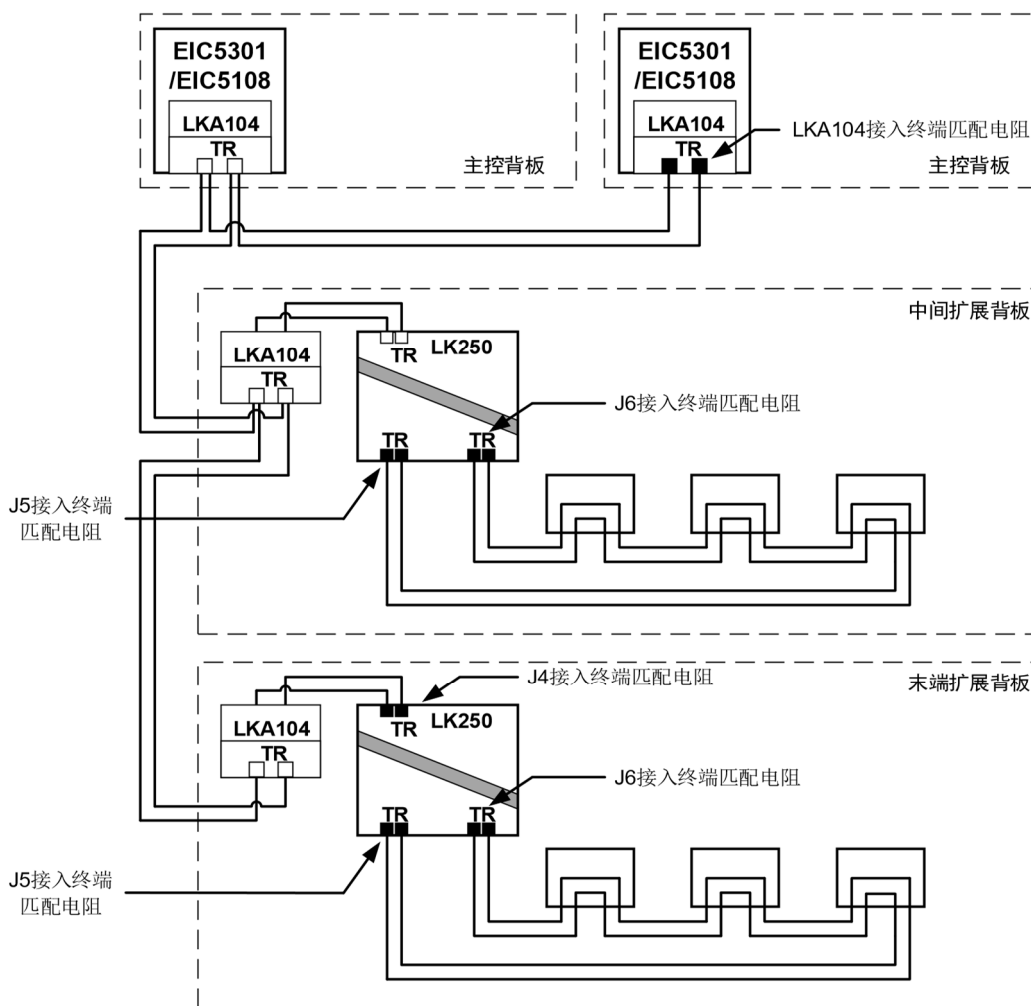 EIC5301
/EIC5108
LKA104
TR
主控背板
EIC5301
/EIC5108
LKA104
TR
LKA104接入终端匹配电阻
主控背板
中间扩展背板
LKA104
TR
TR
LK250
J6接入终端匹配电阻
TR
TR
J5接入终端
匹配电阻
末端扩展背板
J4接入终端匹配电阻
LKA104
TR
TR
LK250
J6接入终端匹配电阻
TR
TR
J5接入终端
匹配电阻